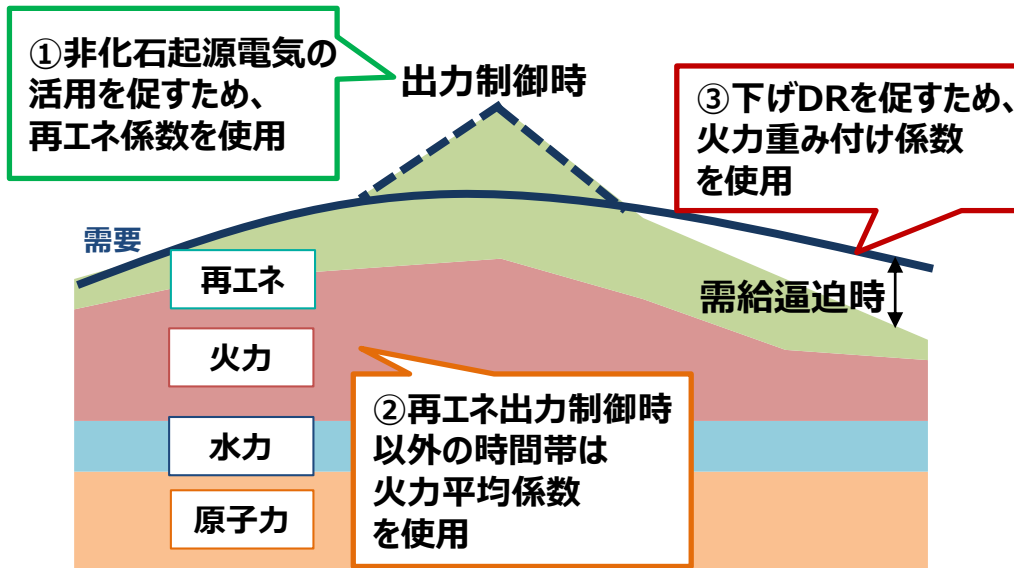 ①非化石起源電気の
活用を促すため、
再エネ係数を使用
出力制御時
③下げDRを促すため、
火力重み付け係数
を使用
需要
再エネ
需給逼迫時
火力
②再エネ出力制御時
以外の時間帯は
火力平均係数
を使用
水力
原子力